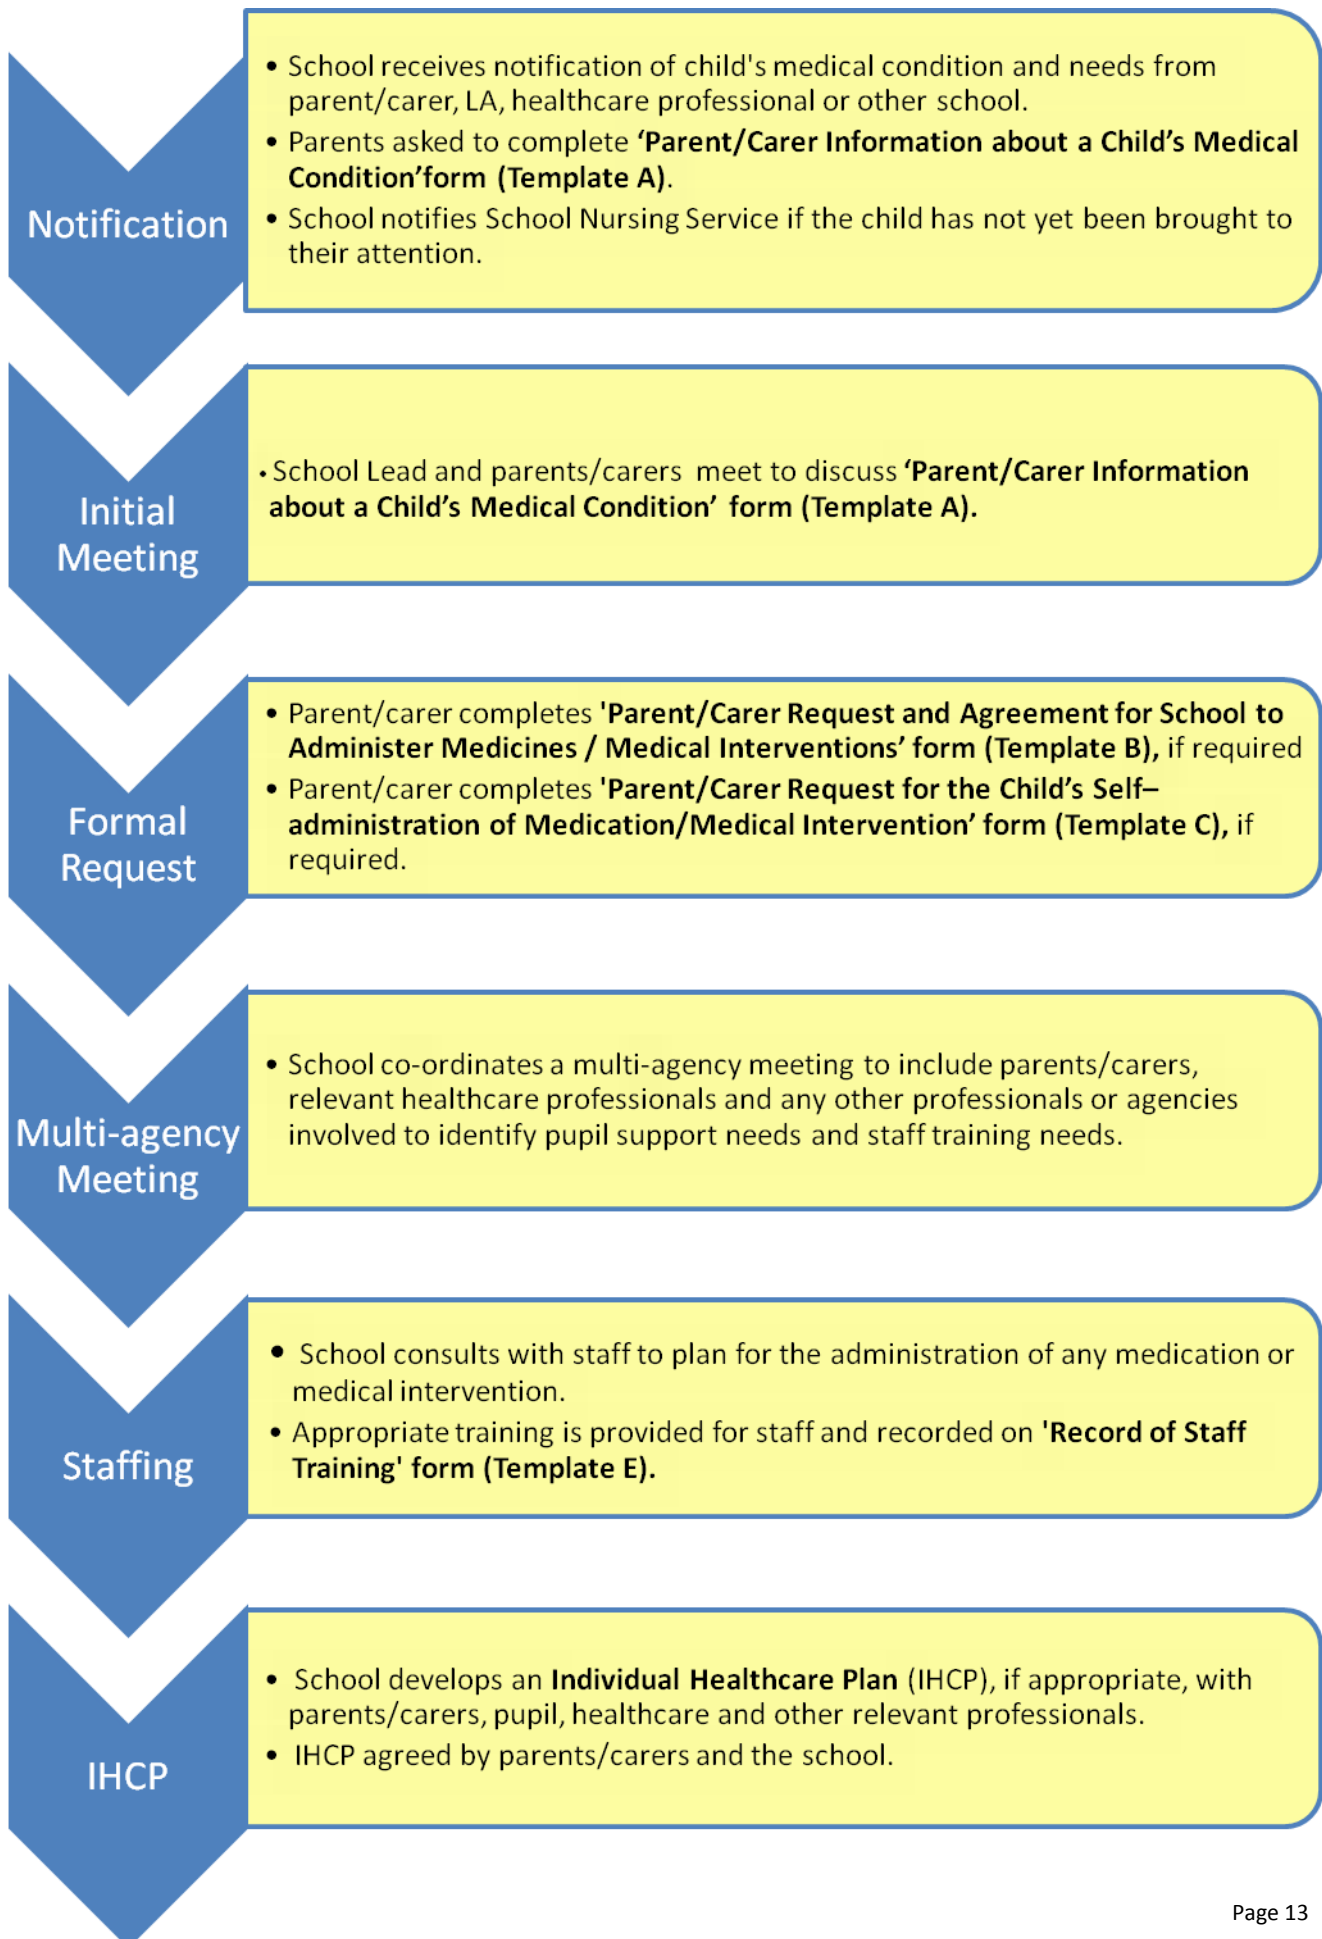 Notification
• School receives notification of child's medical condition and needs from
parent/carer, LA, healthcare professional or other school.
• Parents asked to complete ‘Parent/Carer Information about a Child’s Medical
Condition’form (Template A).
• School notifies School Nursing Service if the child has not yet been brought to
their attention.
Initial
Meeting
• School Lead and parents/carers meet to discuss ‘Parent/Carer Information
about a Child’s Medical Condition’ form (Template A).
Formal
Request
• Parent/carer completes 'Parent/Carer Request and Agreement for School to
Administer Medicines / Medical Interventions’ form (Template B), if required
• Parent/carer completes 'Parent/Carer Request for the Child’s Self–
administration of Medication/Medical Intervention’ form (Template C), if
required.
Multi-agency
Meeting
• School co-ordinates a multi-agency meeting to include parents/carers,
relevant healthcare professionals and any other professionals or agencies
involved to identify pupil support needs and staff training needs.
Staffing
• School consults with staff to plan for the administration of any medication or
medical intervention.
• Appropriate training is provided for staff and recorded on 'Record of Staff
Training' form (Template E).
IHCP
• School develops an Individual Healthcare Plan (IHCP), if appropriate, with
parents/carers, pupil, healthcare and other relevant professionals.
• IHCP agreed by parents/carers and the school.
Page 13